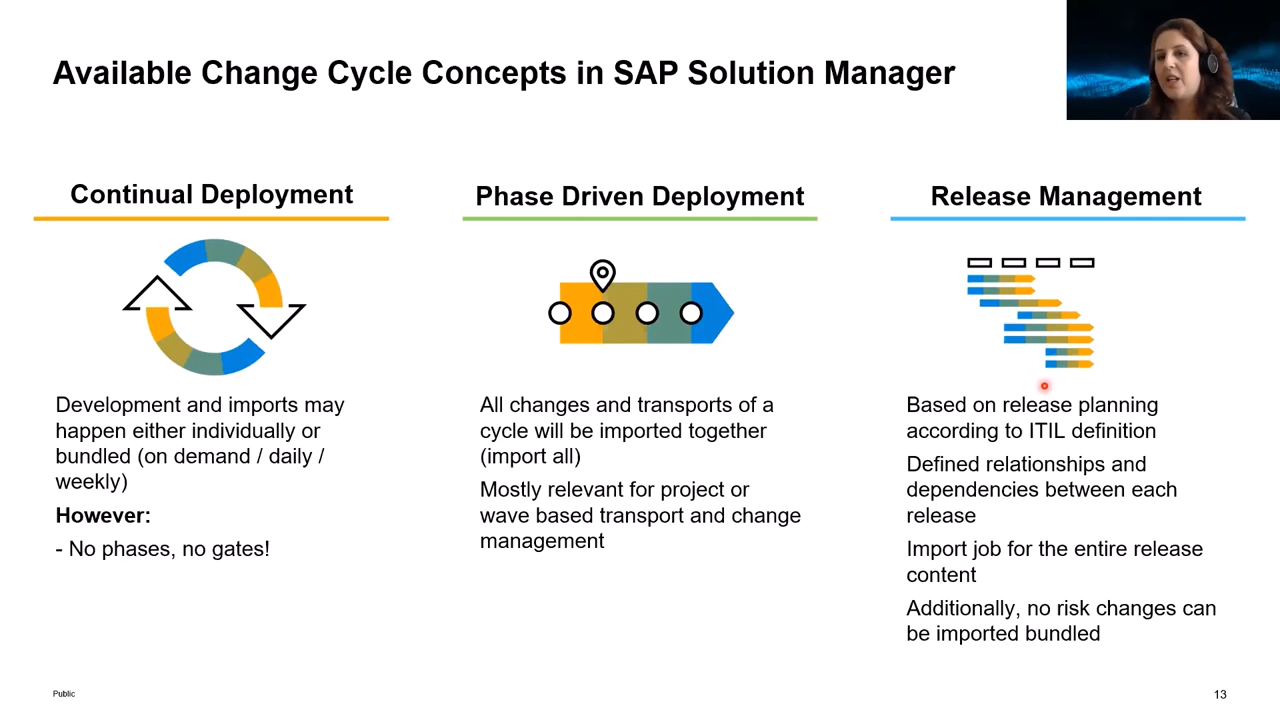 Available Change Cycle Concepts in SAP Solution Manager
Continual Deployment
Development and imports may
happen either individually or
bundled (on demand / daily /
weekly)
However:
- No phases, no gates!
Phase Driven Deployment
All changes and transports of a
cycle will be imported together
(import all)
Mostly relevant for project or
wave based transport and change
management
Release Management
Based on release planning
according to ITIL definition
Defined relationships and
dependencies between each
release
Import job for the entire release
content
Additionally, no risk changes can
be imported bundled
Public
13